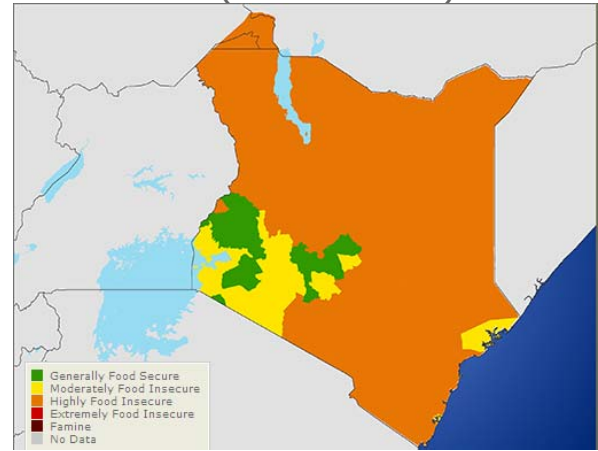 Generally Food Secure
Moderately Food Insecure
Highly Food Insecure
Extremely Food Insecure
Famine
No Data